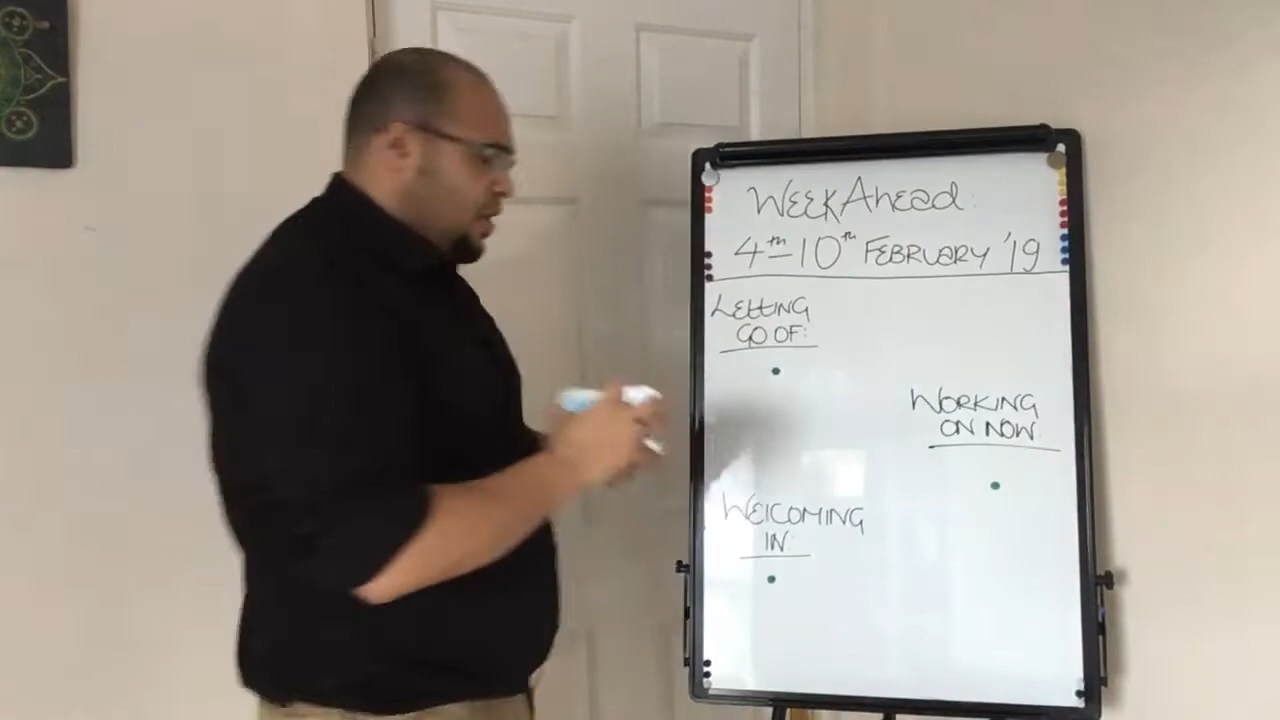 Week Ahead:
4th-10th February '19
Letting
Go of:
Working
on now
Welcoming
in: